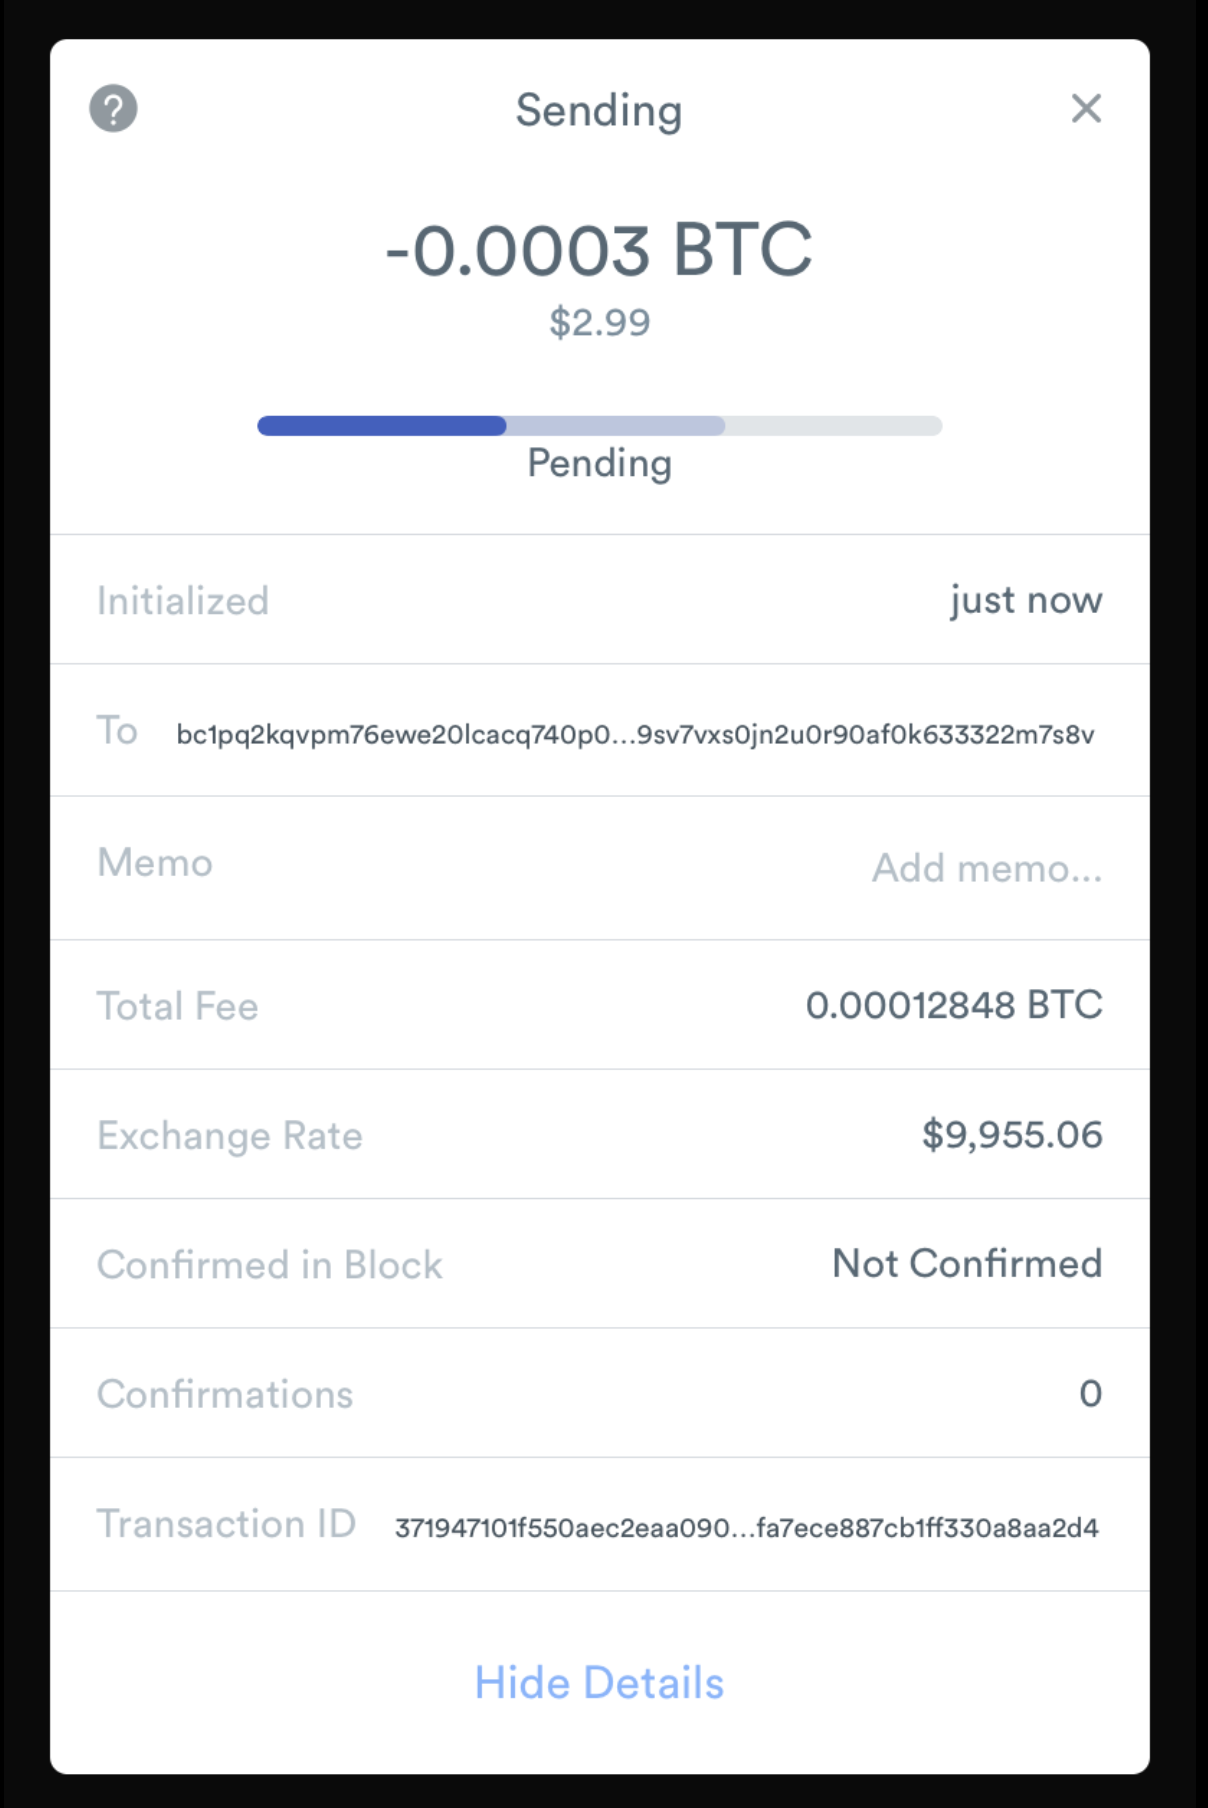 ?
Sending
-0.0003 BTC
$2.99
Pending
Initialized just now
To bc1pq2kqvpm76ewe20lcacq740p0...9sv7vxs0jn2u0r90af0k633322m7s8v
Memo Add memo...
Total Fee 0.00012848 BTC
Exchange Rate $9,955.06
Confirmed in Block Not Confirmed
Confirmations 0
Transaction ID 371947101f550aec2eaa090...fa7ece887cb1ff330a8aa2d4
Hide Details